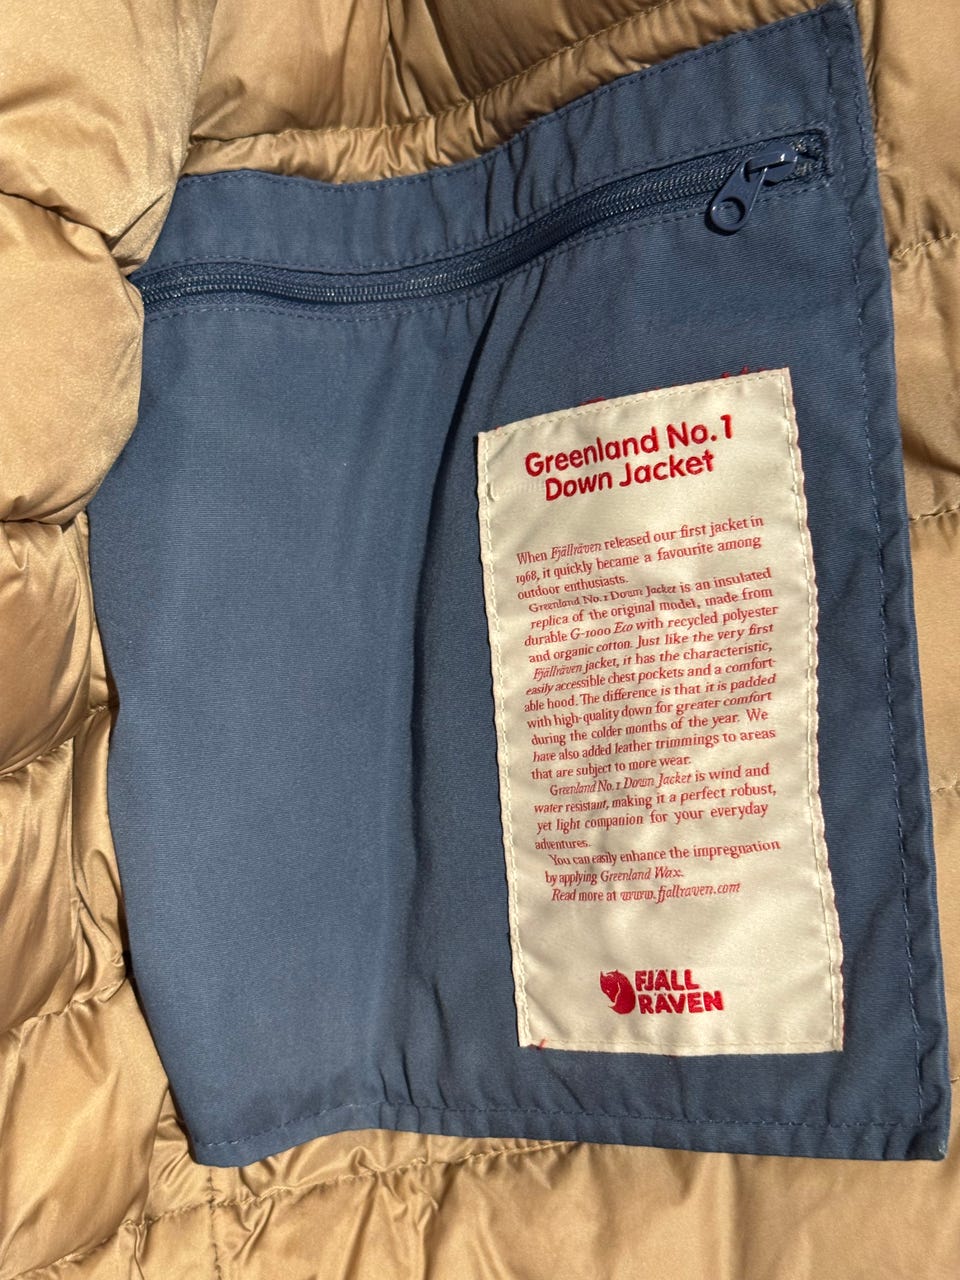 Greenland No.1
Down Jacket
When Fjällräven released our first jacket in
1968, it quickly became a favourite among
outdoor enthusiasts.
Greenland No.1 Down Jacket is an insulated
replica of the original model, made from
durable G-1000 Eco with recycled polyester
and organic cotton. Just like the very first
Fjällräven jacket, it has the characteristic,
easily accessible chest pockets and a comfort-
able hood. The difference is that it is padded
with high-quality down for greater comfort
during the colder months of the year. We
have also added leather trimmings to areas
that are subject to more wear.
Greenland No.1 Down Jacket is wind and
water resistant, making it a perfect robust,
yet light companion for your everyday
adventures.
You can easily enhance the impregnation
by applying Greenland Wax.
Read more at www.fjallraven.com
FJÄLL
RÄVEN